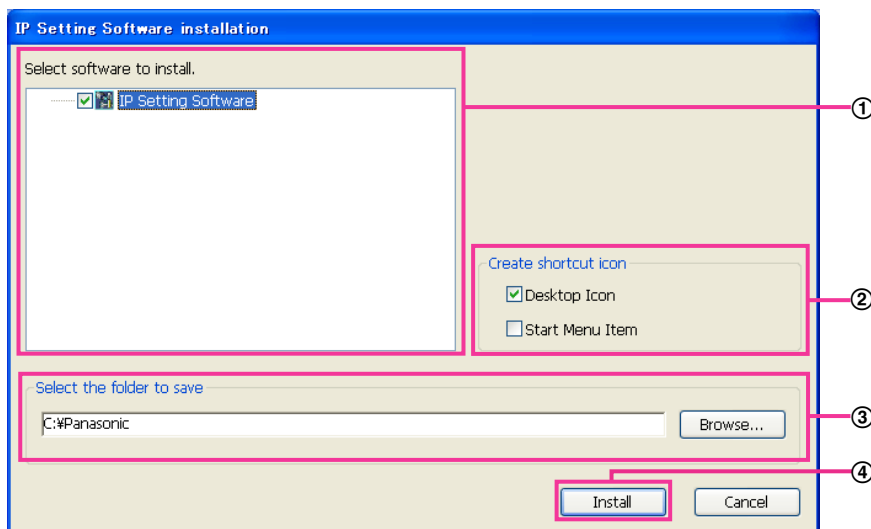 IP Setting Software installation
Select software to install.
IP Setting Software
①
Create shortcut icon
Desktop Icon
Start Menu Item
②
Select the folder to save
C:¥Panasonic
Browse...
③
④
Install
Cancel